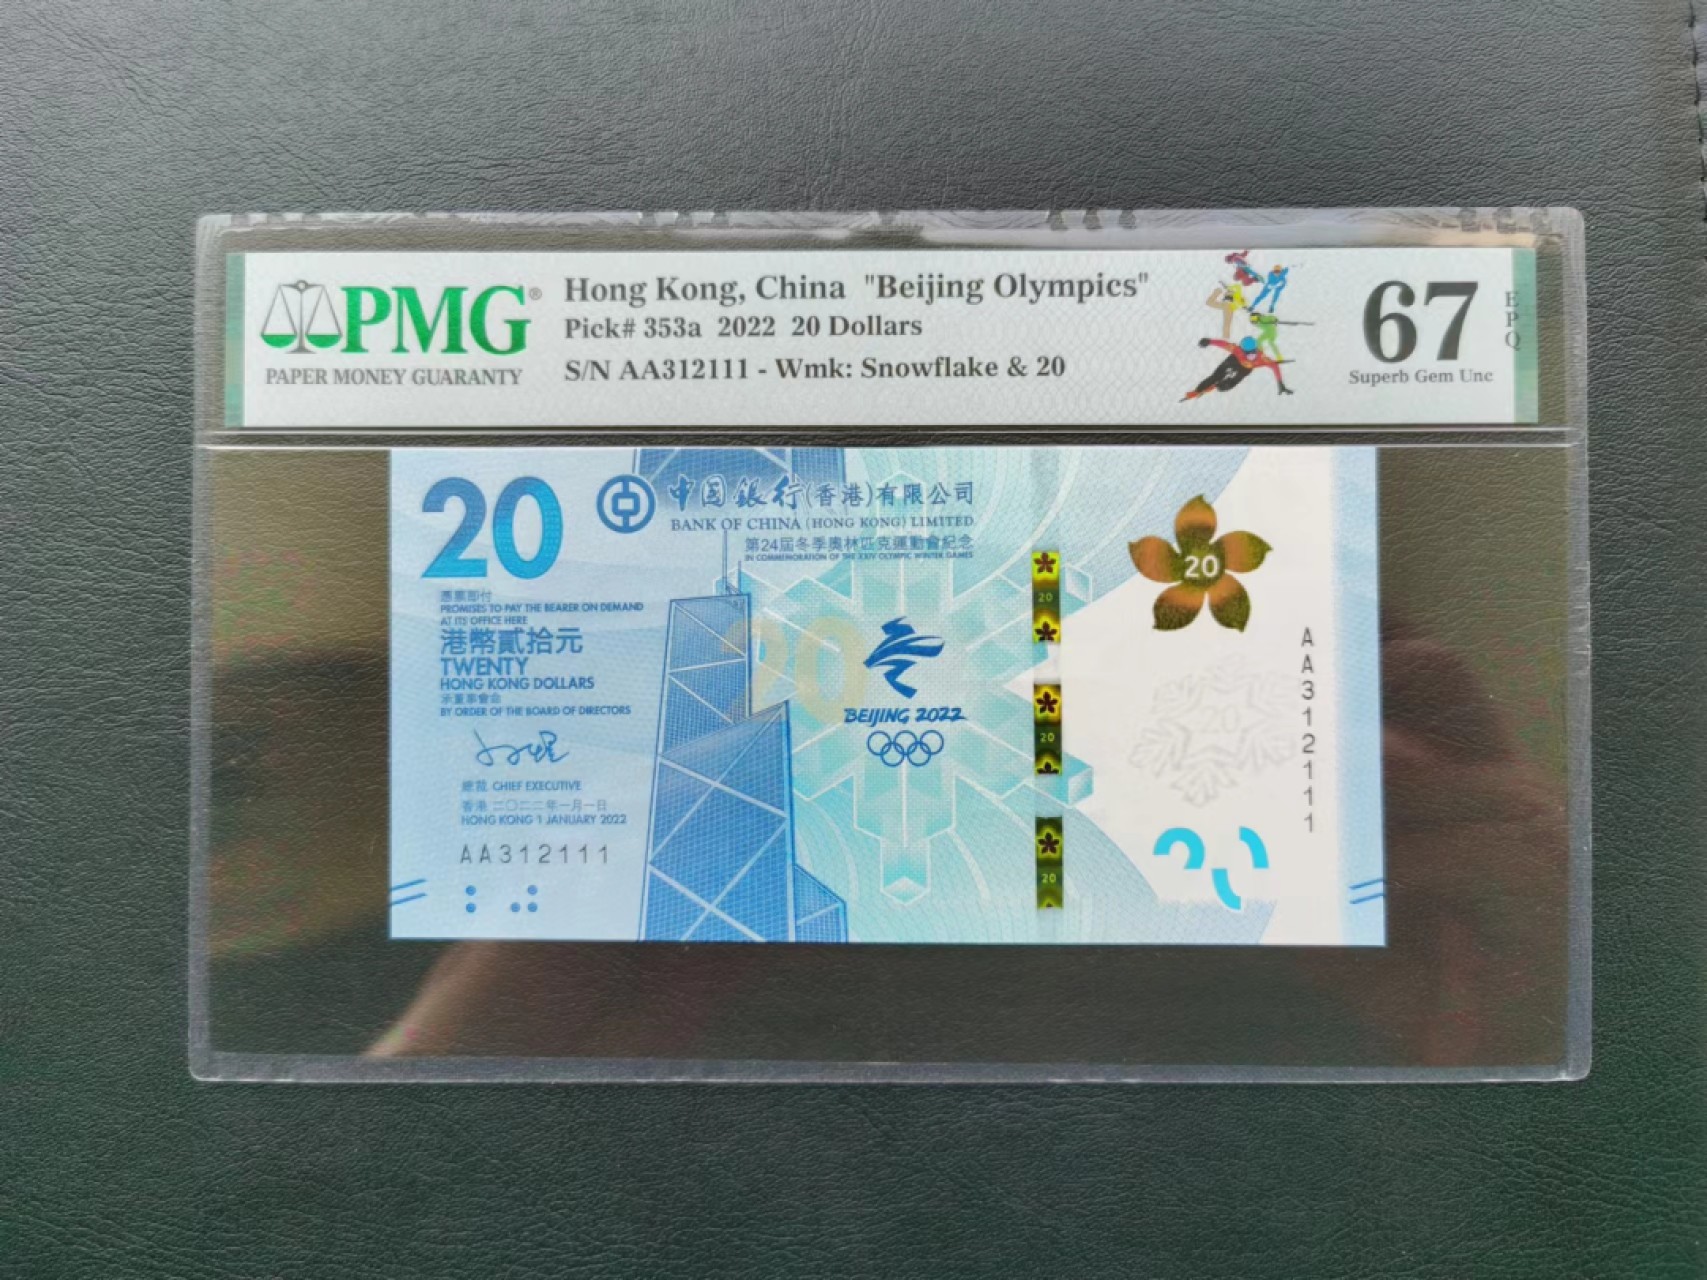 PMG®
PAPER MONEY GUARANTY
Hong Kong, China "Beijing Olympics"
Pick# 353a 2022 20 Dollars
S/N AA312111 - Wmk: Snowflake & 20
67
EPQ
Superb Gem Unc
20
中国银行(香港)有限公司
BANK OF CHINA (HONG KONG) LIMITED
第24屆冬季奧林匹克運動會紀念
IN COMMEMORATION OF THE XXIV OLYMPIC WINTER GAMES
憑票即付
PROMISES TO PAY THE BEARER ON DEMAND
AT ITS OFFICE HERE
港幣貳拾元
TWENTY
HONG KONG DOLLARS
承董事會命
BY ORDER OF THE BOARD OF DIRECTORS
總裁 CHIEF EXECUTIVE
香港 二〇二二年一月一日
HONG KONG 1 JANUARY 2022
AA312111
20
BEIJING 2022
20
20
20
20
20
AA312111